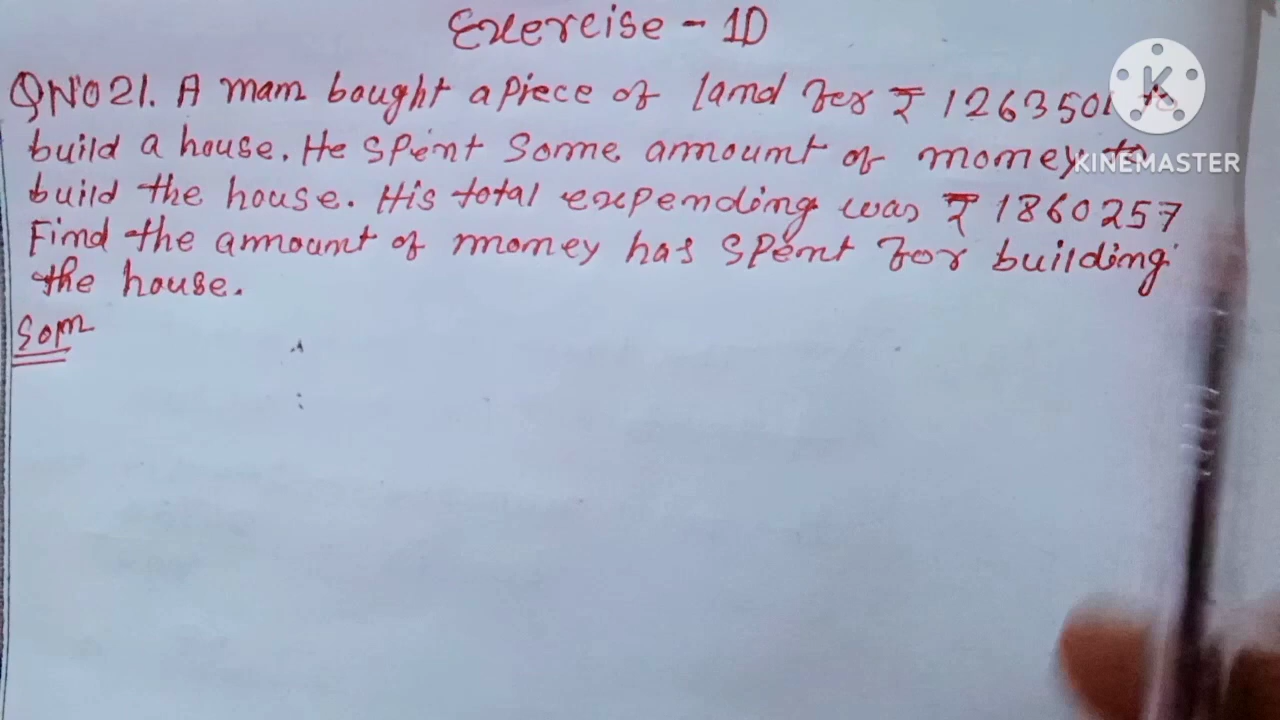 Exercise - 1D
QNO21. A man bought a piece of land for ₹ 1263501 to
build a house. He spent some amount of money to
build the house. His total expending was ₹ 1860257
Find the amount of money has spent for building
the house.
Soln
K
KINEMASTER